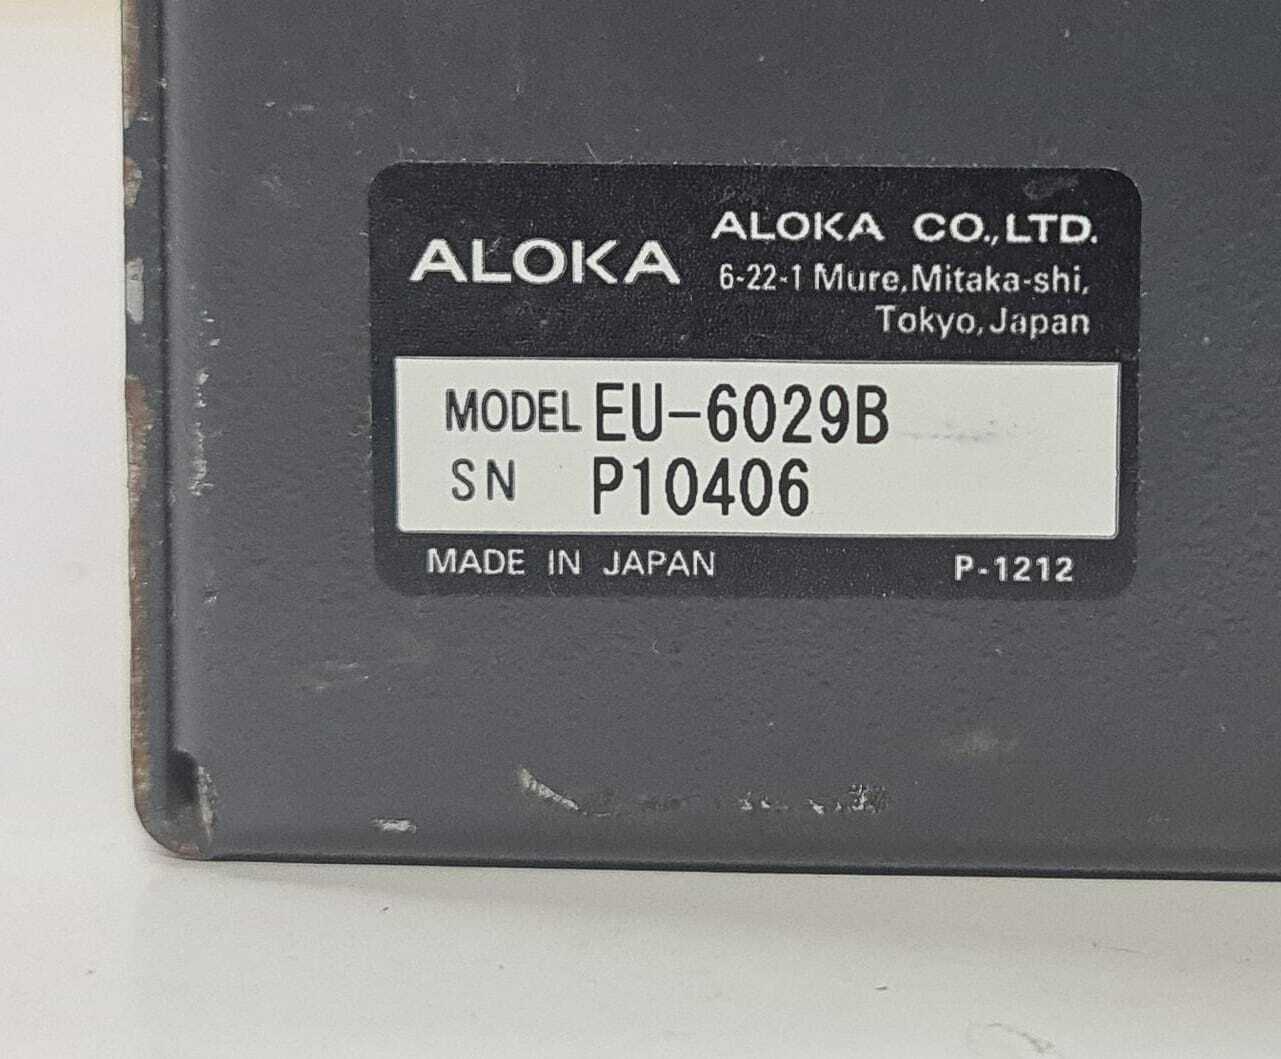 ALOKA
ALOKA CO.,LTD.
6-22-1 Mure,Mitaka-shi,
Tokyo,Japan
MODEL EU-6029B
SN P10406
MADE IN JAPAN
P-1212